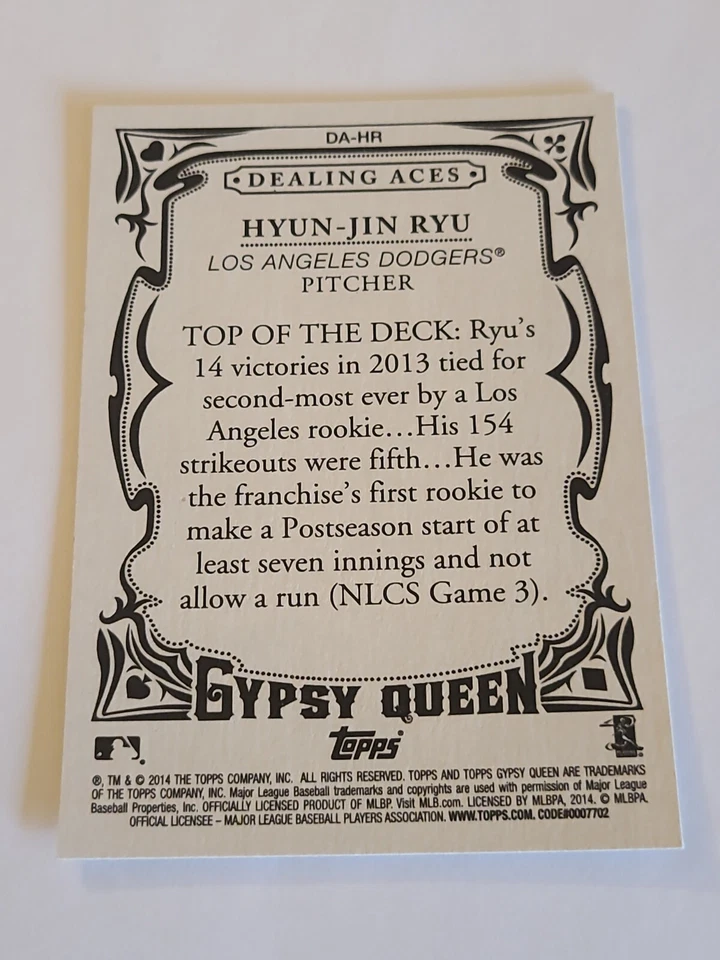 DA-HR
DEALING ACES
HYUN-JIN RYU
LOS ANGELES DODGERS®
PITCHER
TOP OF THE DECK: Ryu's
14 victories in 2013 tied for
second-most ever by a Los
Angeles rookie...His 154
strikeouts were fifth...He was
the franchise's first rookie to
make a Postseason start of at
least seven innings and not
allow a run (NLCS Game 3).
GYPSY QUEEN
Topps®
®, TM & © 2014 THE TOPPS COMPANY, INC. ALL RIGHTS RESERVED. TOPPS AND TOPPS GYPSY QUEEN ARE TRADEMARKS
OF THE TOPPS COMPANY, INC. Major League Baseball trademarks and copyrights are used with permission of Major League
Baseball Properties, Inc. OFFICIALLY LICENSED PRODUCT OF MLBP. Visit MLB.com. LICENSED BY MLBPA, 2014. © MLBPA.
OFFICIAL LICENSEE – MAJOR LEAGUE BASEBALL PLAYERS ASSOCIATION. WWW.TOPPS.COM. CODE#0007702